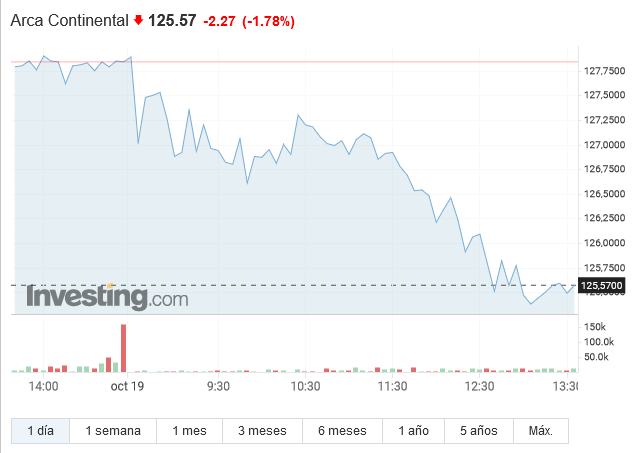 Arca Continental 125.57 -2.27 (-1.78%)
127,7500
127,5000
127,2500
127,0000
126,7500
126,5000
126,2500
126,0000
125,7500
125.5700
Investing.com
150k
100.0k
50.0k
14:00 oct 19 9:30 10:30 11:30 12:30 13:30
1 día 1 semana 1 mes 3 meses 6 meses 1 año 5 años Máx.